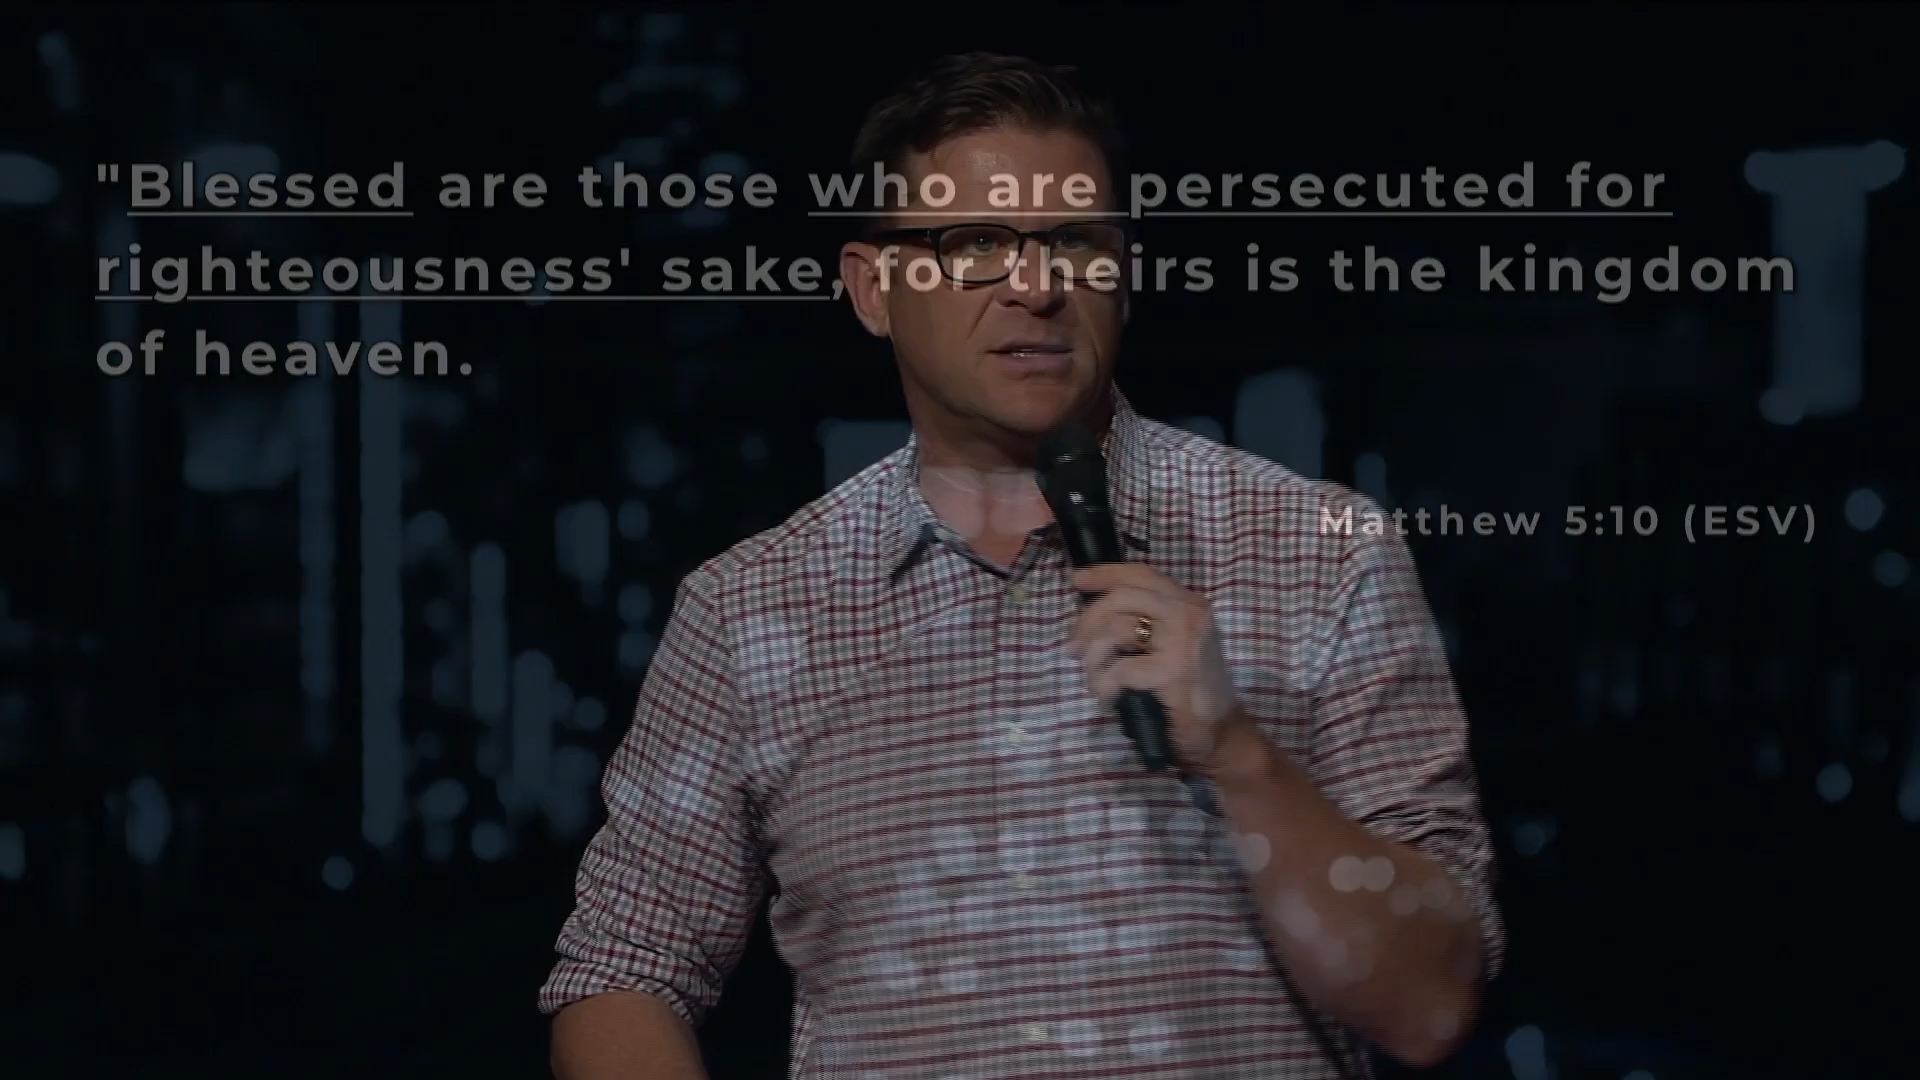 "Blessed are those who are persecuted for
righteousness' sake, for theirs is the kingdom
of heaven.
Matthew 5:10 (ESV)